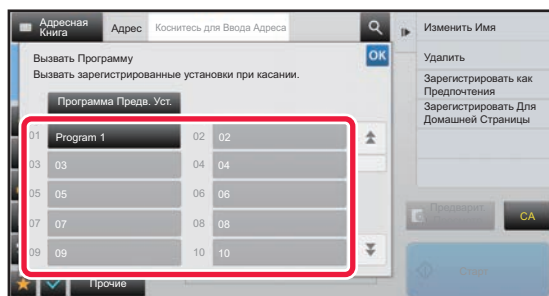 Адресная
Книга
Адрес
Коснитесь для Ввода Адреса
Изменить Имя
Вызвать Программу
OK
Удалить
Вызвать зарегистрированные установки при касании.
Зарегистрировать как
Предпочтения
Программа Предв. Уст.
Зарегистрировать Для
Домашней Страницы
01 Program 1 02 02
03 03 04 04
05 05 06 06
07 07 08 08
CA
09 09 10 10
Прочие